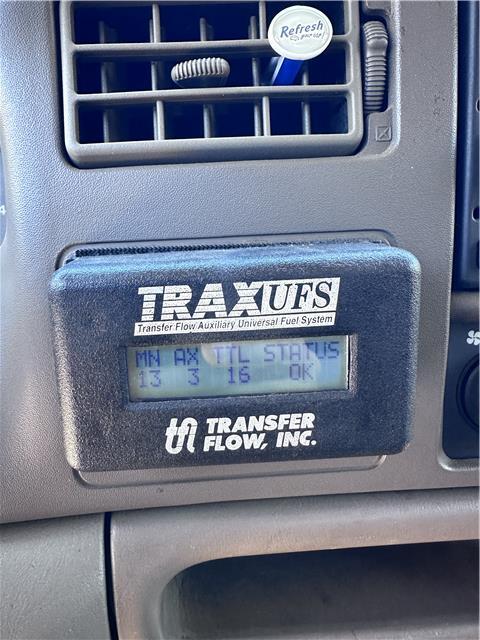 Refresh
TRAXUFS
Transfer Flow Auxiliary Universal Fuel System
MN AX TTL STATUS
13 3 16 OK
TRANSFER
FLOW, INC.